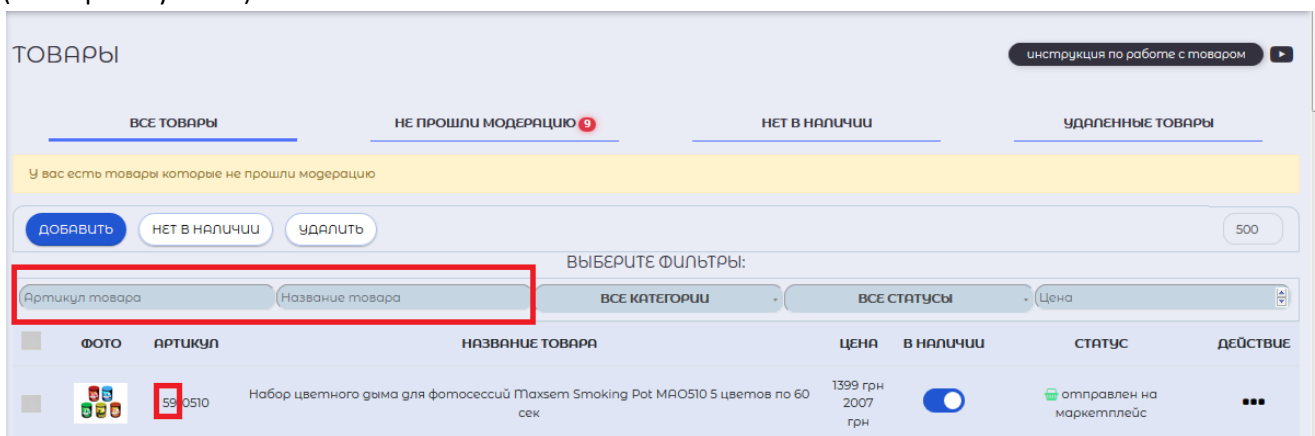 ТОВАРЫ
инструкция по работе с товаром
ВСЕ ТОВАРЫ
НЕ ПРОШЛИ МОДЕРАЦИЮ 9
НЕТ В НАЛИЧИИ
УДАЛЕННЫЕ ТОВАРЫ
У вас есть товары которые не прошли модерацию
ДОБАВИТЬ
НЕТ В НАЛИЧИИ
УДАЛИТЬ
500
ВЫБЕРИТЕ ФИЛЬТРЫ:
Артикул товара
Название товара
ВСЕ КАТЕГОРИИ
ВСЕ СТАТУСЫ
Цена
ФОТО АРТИКУЛ НАЗВАНИЕ ТОВАРА ЦЕНА В НАЛИЧИИ СТАТУС ДЕЙСТВИЕ
Набор цветного дыма для фотосессий Maxsem Smoking Pot MAO510 5 цветов по 60
сек
1399 грн
2007
грн
отправлен на
маркетплейс